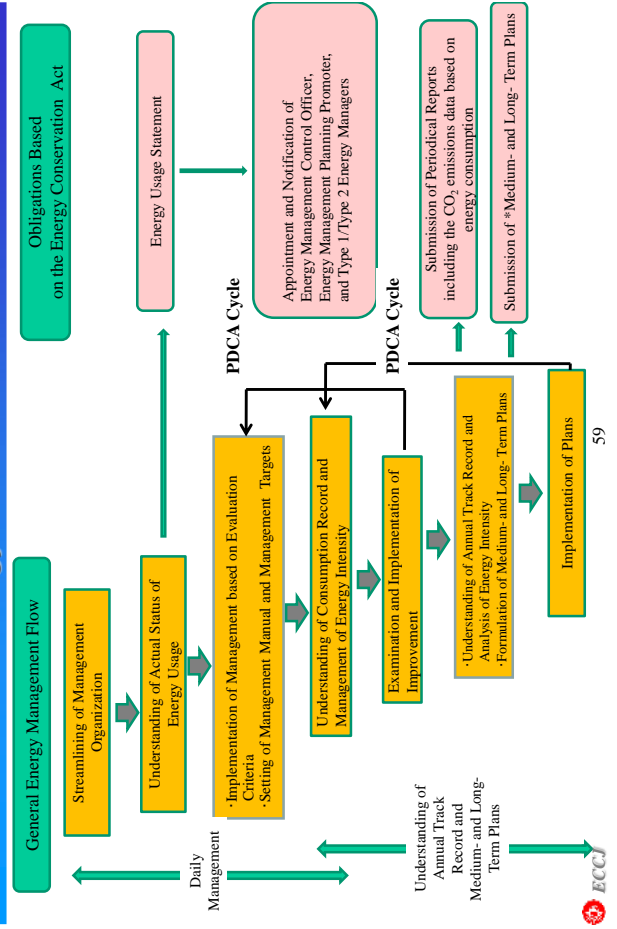 General Energy Management Flow
Obligations Based
on the Energy Conservation Act
Streamlining of Management
Organization
Understanding of Actual Status of
Energy Usage
Energy Usage Statement
·Implementation of Management based on Evaluation
Criteria
·Setting of Management Manual and Management Targets
PDCA Cycle
Appointment and Notification of
Energy Management Control Officer,
Energy Management Planning Promoter,
and Type 1/Type 2 Energy Managers
Daily
Management
Understanding of Consumption Record and
Management of Energy Intensity
Examination and Implementation of
Improvement
PDCA Cycle
Understanding of
Annual Track
Record and
Medium- and Long-
Term Plans
·Understanding of Annual Track Record and
Analysis of Energy Intensity
·Formulation of Medium- and Long- Term Plans
Submission of Periodical Reports
including the CO₂ emissions data based on
energy consumption
Submission of *Medium- and Long- Term Plans
Implementation of Plans
59
ECCJ